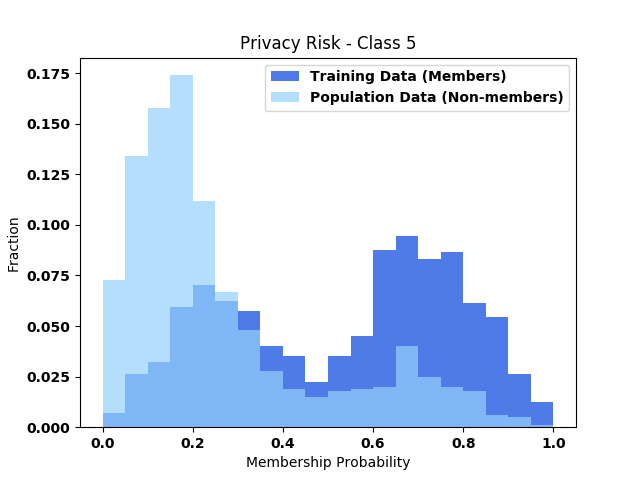 Privacy Risk - Class 5
Training Data (Members)
Population Data (Non-members)
0.175
0.150
0.125
0.100
0.075
0.050
0.025
0.000
Fraction
0.0 0.2 0.4 0.6 0.8 1.0
Membership Probability